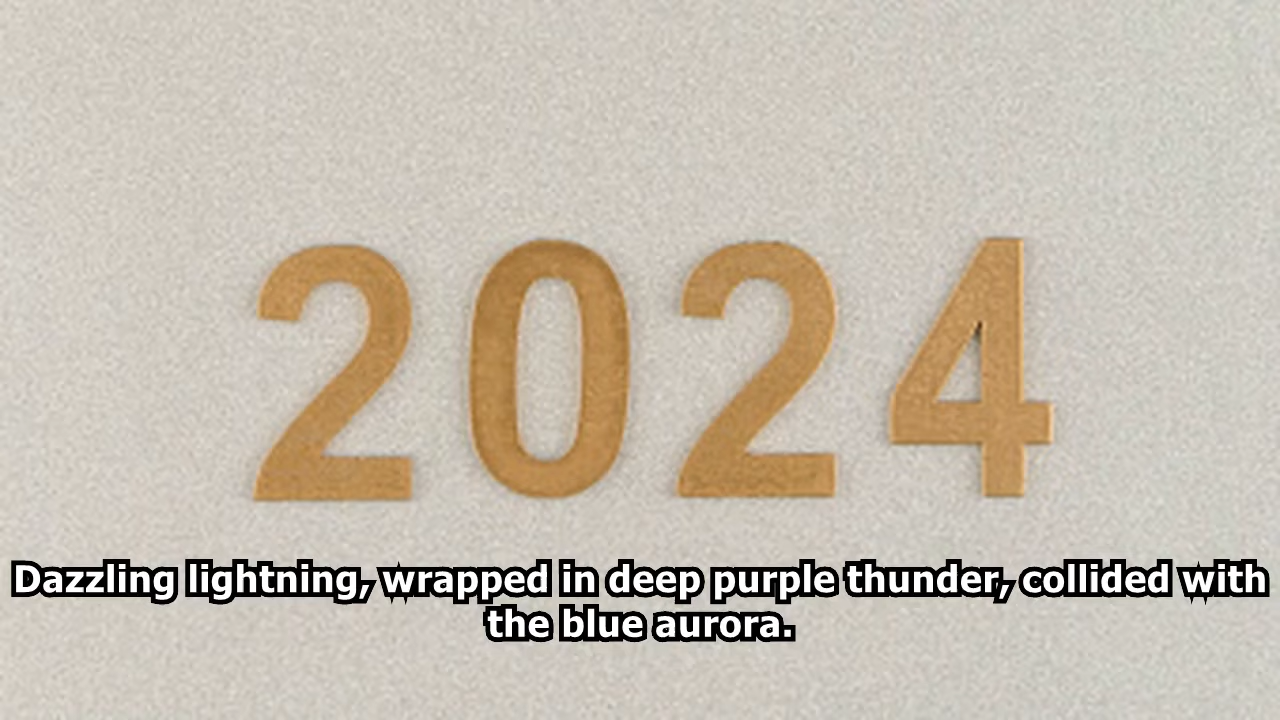 2024
Dazzling lightning, wrapped in deep purple thunder, collided with
the blue aurora.